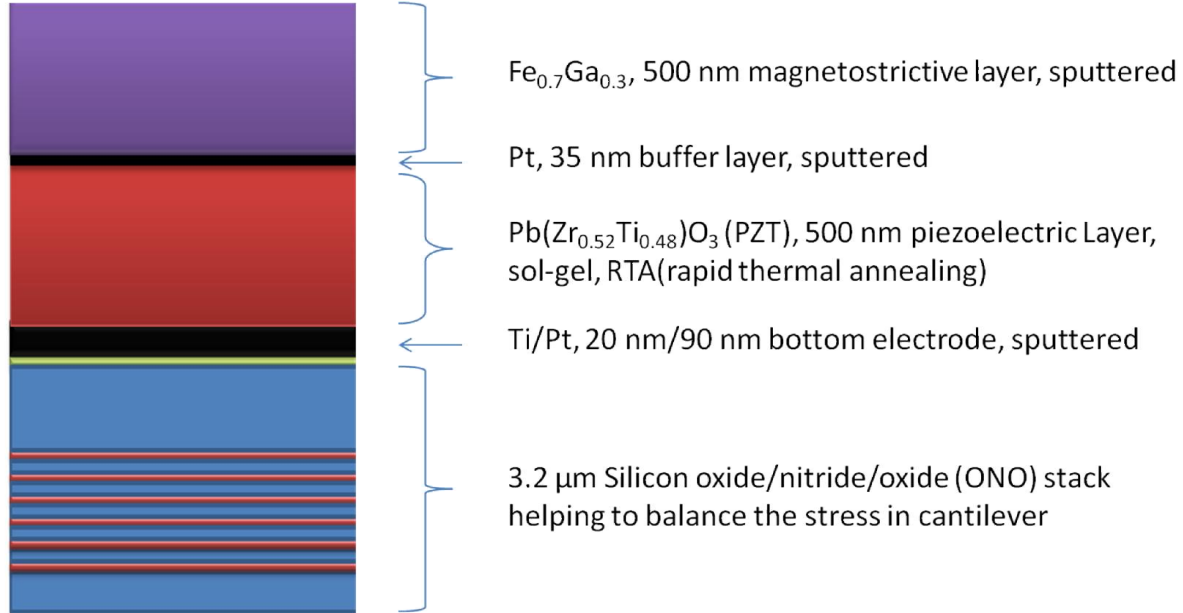 Fe₀.₇Ga₀.₃, 500 nm magnetostrictive layer, sputtered
Pt, 35 nm buffer layer, sputtered
Pb(Zr₀.₅₂Ti₀.₄₈)O₃ (PZT), 500 nm piezoelectric Layer,
sol-gel, RTA(rapid thermal annealing)
Ti/Pt, 20 nm/90 nm bottom electrode, sputtered
3.2 μm Silicon oxide/nitride/oxide (ONO) stack
helping to balance the stress in cantilever